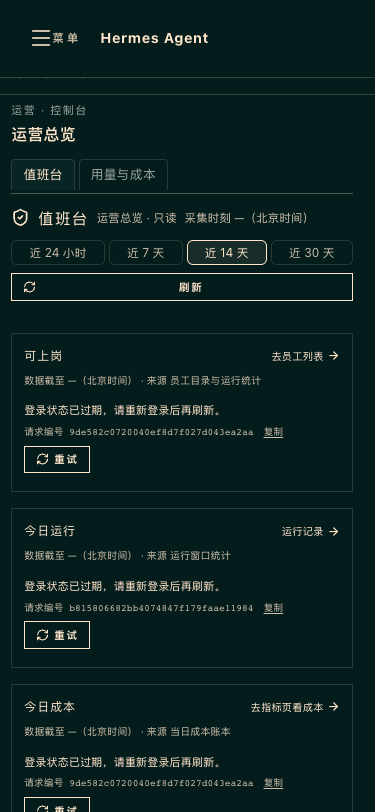 菜单 Hermes Agent
运营 · 控制台
运营总览
值班台 用量与成本
值班台 运营总览 · 只读 采集时刻 —（北京时间）
近 24 小时 近 7 天 近 14 天 近 30 天
刷新
可上岗 去员工列表 →
数据截至 —（北京时间） · 来源 员工目录与运行统计
登录状态已过期，请重新登录后再刷新。
请求编号 9de582c0720040ef8d7f027d043ea2aa 复制
重试
今日运行 运行记录 →
数据截至 —（北京时间） · 来源 运行窗口统计
登录状态已过期，请重新登录后再刷新。
请求编号 b815806682bb4074847f179faae11984 复制
重试
今日成本 去指标页看成本 →
数据截至 —（北京时间） · 来源 当日成本账本
登录状态已过期，请重新登录后再刷新。
请求编号 9de582c0720040ef8d7f027d043ea2aa 复制
重试